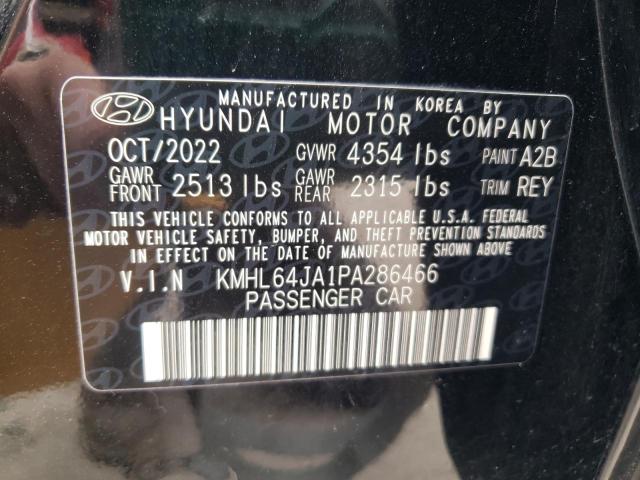 MANUFACTURED IN KOREA BY
HYUNDAI MOTOR COMPANY
OCT/2022 GVWR 4354 lbs PAINT A2B
GAWR FRONT 2513 lbs GAWR REAR 2315 lbs TRIM REY
THIS VEHICLE CONFORMS TO ALL APPLICABLE U.S.A. FEDERAL
MOTOR VEHICLE SAFETY, BUMPER, AND THEFT PREVENTION STANDARDS
IN EFFECT ON THE DATE OF MANUFACTURE SHOWN ABOVE.
V.I.N KMHL64JA1PA286466
PASSENGER CAR